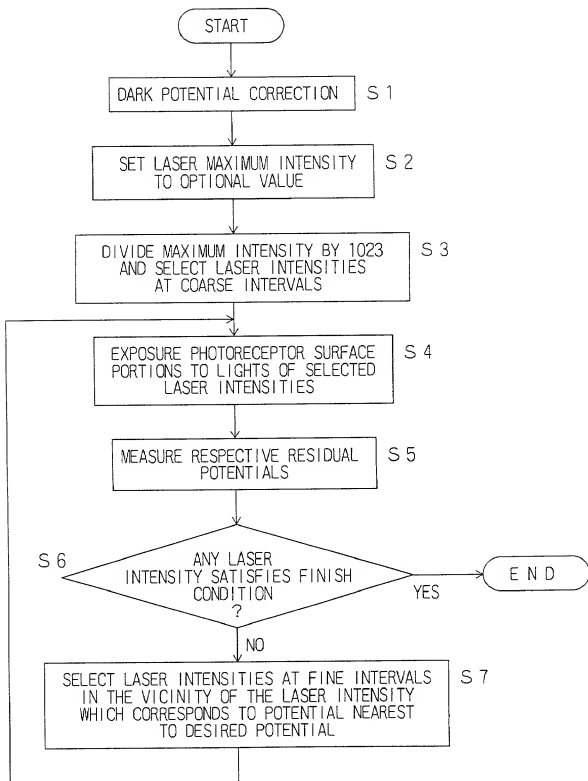 START
DARK POTENTIAL CORRECTION
S 1
SET LASER MAXIMUM INTENSITY
TO OPTIONAL VALUE
S 2
DIVIDE MAXIMUM INTENSITY BY 1023
AND SELECT LASER INTENSITIES
AT COARSE INTERVALS
S 3
EXPOSURE PHOTORECEPTOR SURFACE
PORTIONS TO LIGHTS OF SELECTED
LASER INTENSITIES
S 4
MEASURE RESPECTIVE RESIDUAL
POTENTIALS
S 5
S 6
ANY LASER
INTENSITY SATISFIES FINISH
CONDITION
?
YES
END
NO
SELECT LASER INTENSITIES AT FINE INTERVALS
IN THE VICINITY OF THE LASER INTENSITY
WHICH CORRESPONDS TO POTENTIAL NEAREST
TO DESIRED POTENTIAL
S 7